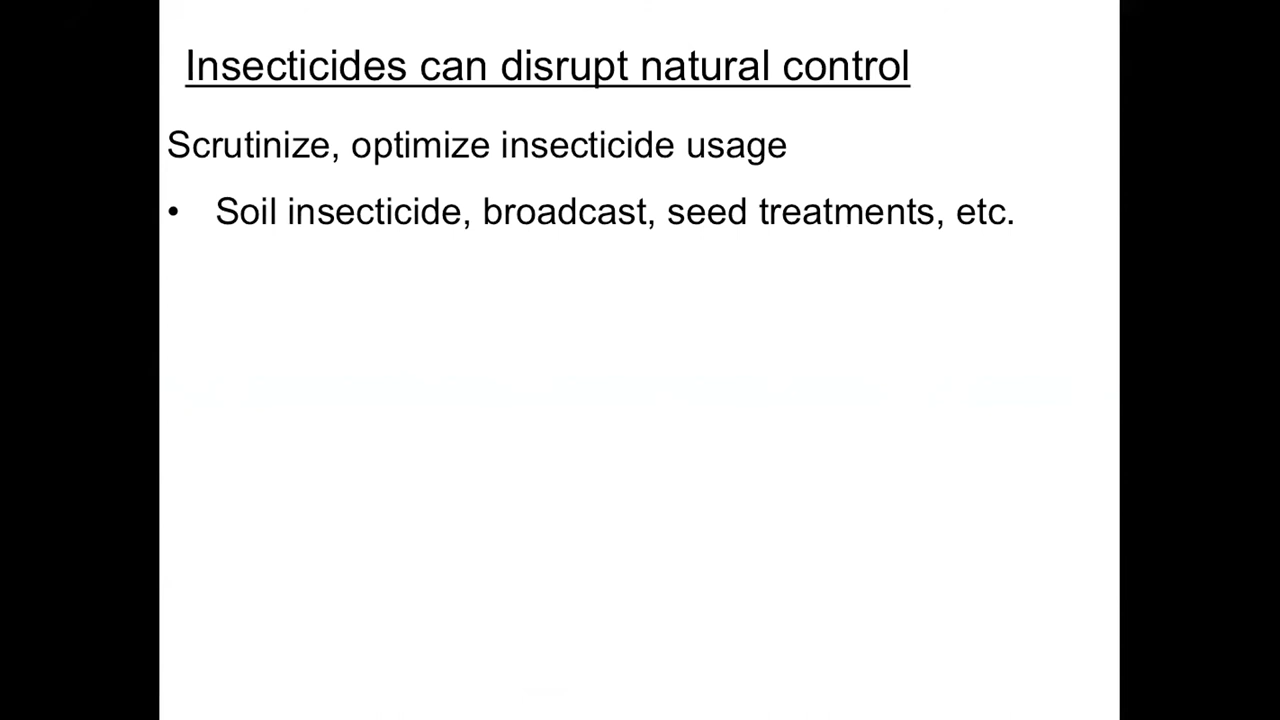 Insecticides can disrupt natural control
Scrutinize, optimize insecticide usage
• Soil insecticide, broadcast, seed treatments, etc.